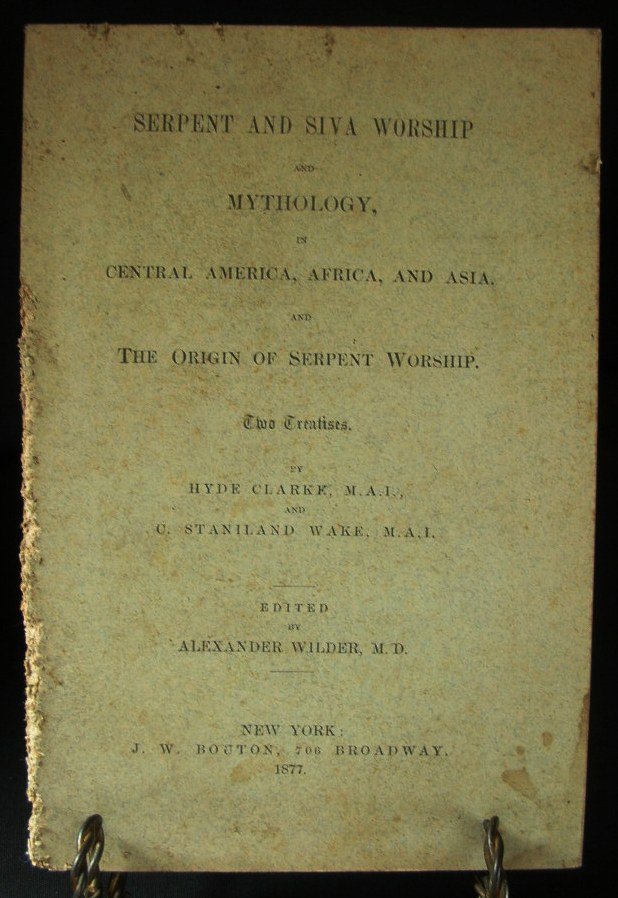 SERPENT AND SIVA WORSHIP
AND
MYTHOLOGY,
IN
CENTRAL AMERICA, AFRICA, AND ASIA.
AND
THE ORIGIN OF SERPENT WORSHIP.
Two Treatises.
BY
HYDE CLARKE, M.A.I.,
AND
C. STANILAND WAKE, M.A.I.
EDITED
BY
ALEXANDER WILDER, M.D.
NEW YORK:
J. W. BOUTON, 706 BROADWAY.
1877.